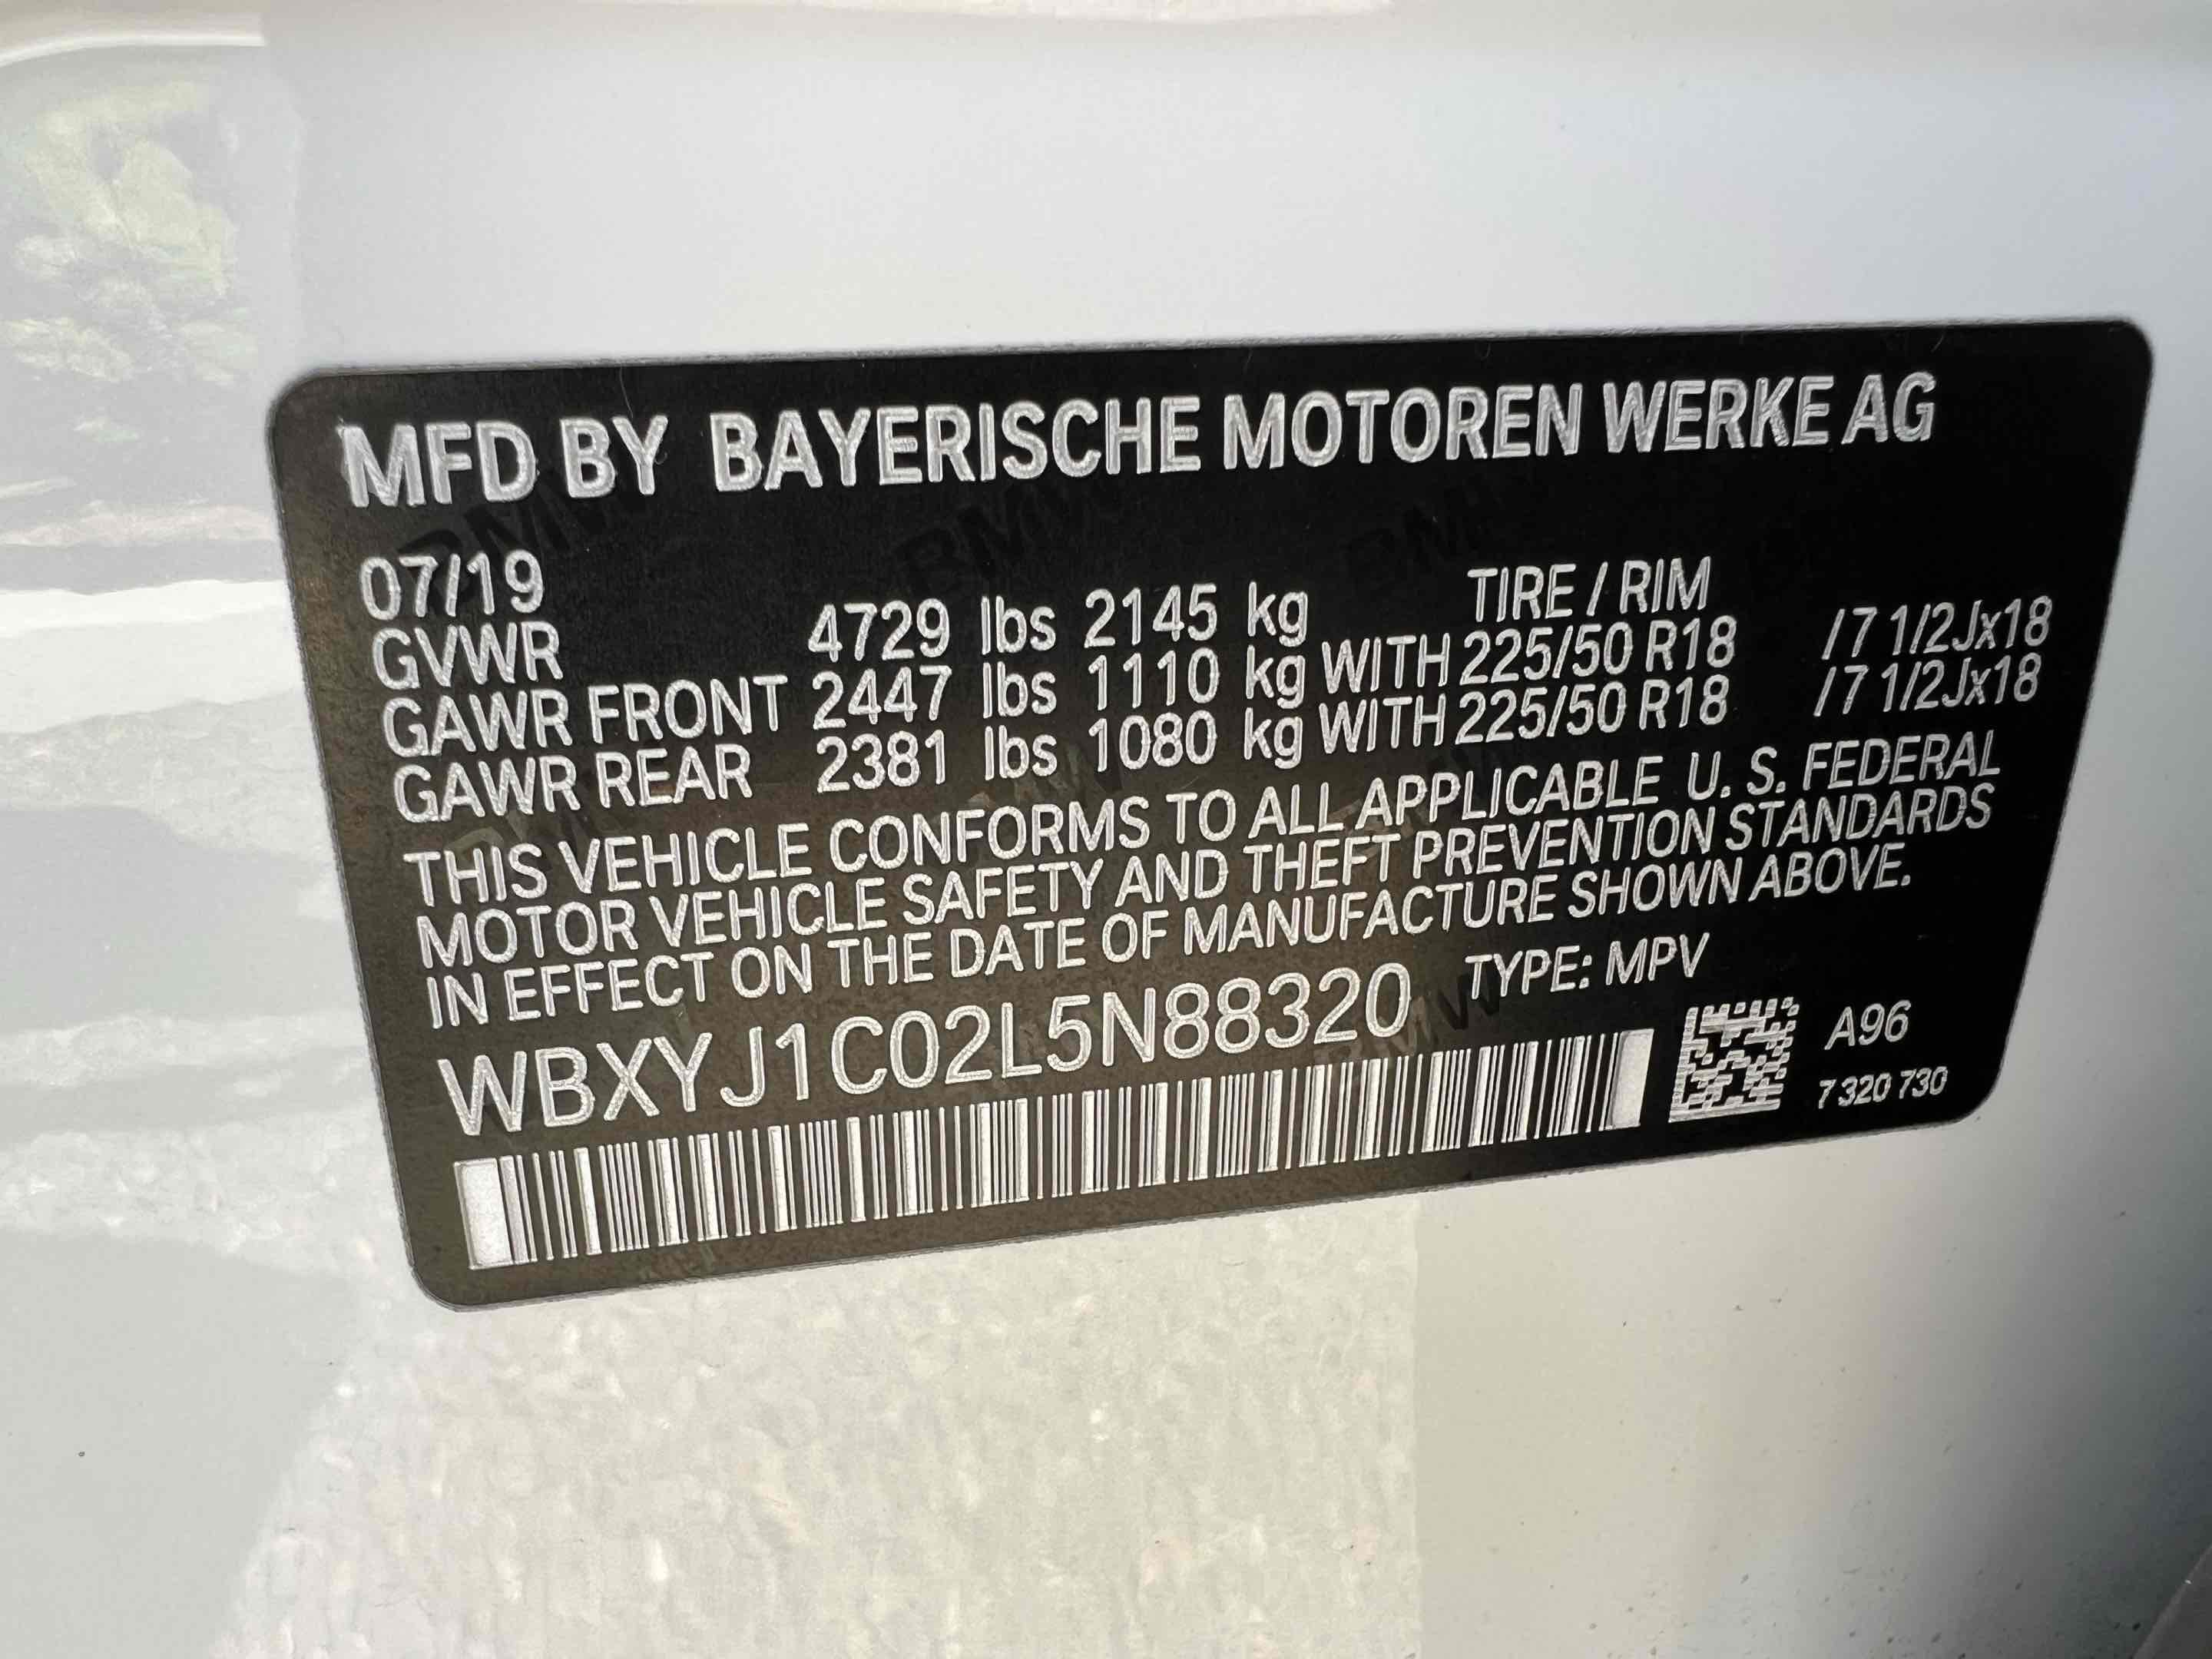 MFD BY BAYERISCHE MOTOREN WERKE AG
07/19
TIRE / RIM
GVWR 4729 lbs 2145 kg
GAWR FRONT 2447 lbs 1110 kg WITH 225/50 R18 /7 1/2Jx18
GAWR REAR 2381 lbs 1080 kg WITH 225/50 R18 /7 1/2Jx18
THIS VEHICLE CONFORMS TO ALL APPLICABLE U. S. FEDERAL
MOTOR VEHICLE SAFETY AND THEFT PREVENTION STANDARDS
IN EFFECT ON THE DATE OF MANUFACTURE SHOWN ABOVE.
WBXYJ1C02L5N88320 TYPE: MPV
A96
7 320 730